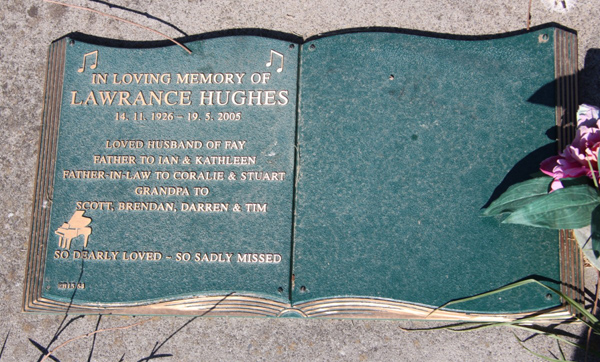 IN LOVING MEMORY OF
LAWRANCE HUGHES
14. 11. 1926 – 19. 5. 2005
LOVED HUSBAND OF FAY
FATHER TO IAN & KATHLEEN
FATHER-IN-LAW TO CORALIE & STUART
GRANDPA TO
SCOTT, BRENDAN, DARREN & TIM
SO DEARLY LOVED – SO SADLY MISSED